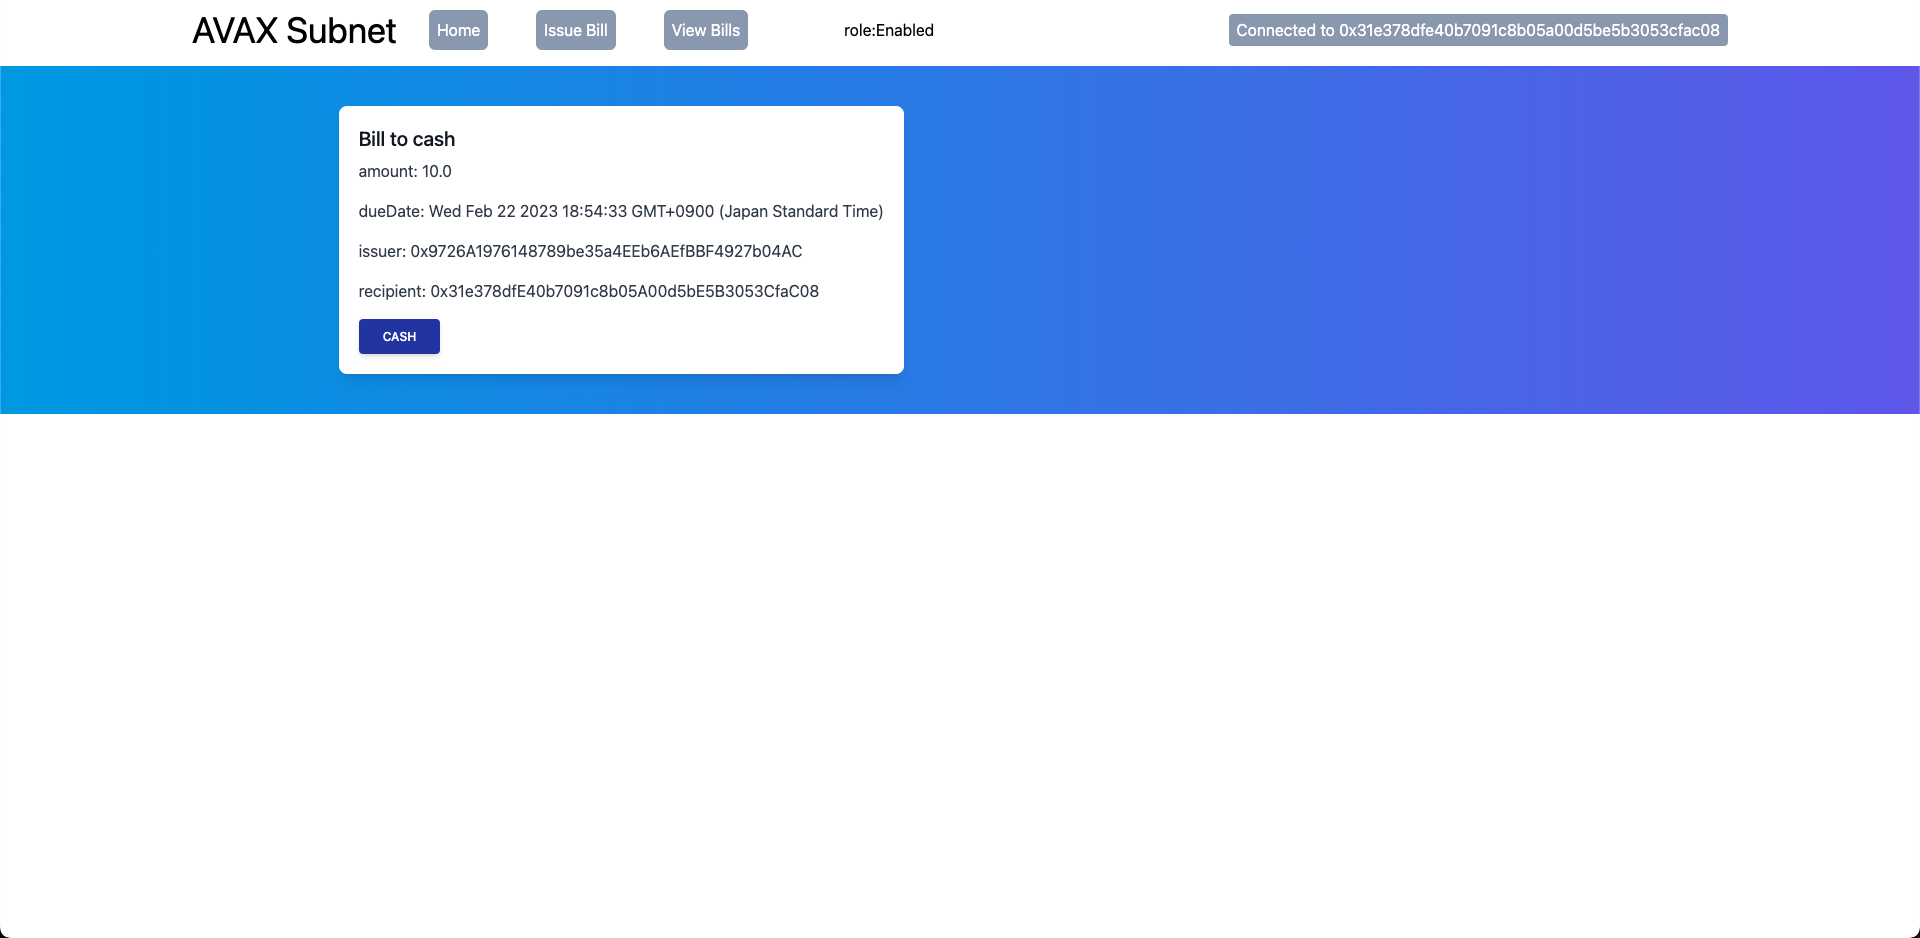 AVAX Subnet Home Issue Bill View Bills role:Enabled Connected to 0x31e378dfe40b7091c8b05a00d5be5b3053cfac08
Bill to cash
amount: 10.0
dueDate: Wed Feb 22 2023 18:54:33 GMT+0900 (Japan Standard Time)
issuer: 0x9726A1976148789be35a4EEb6AEfBBF4927b04AC
recipient: 0x31e378dfE40b7091c8b05A00d5bE5B3053CfaC08
CASH